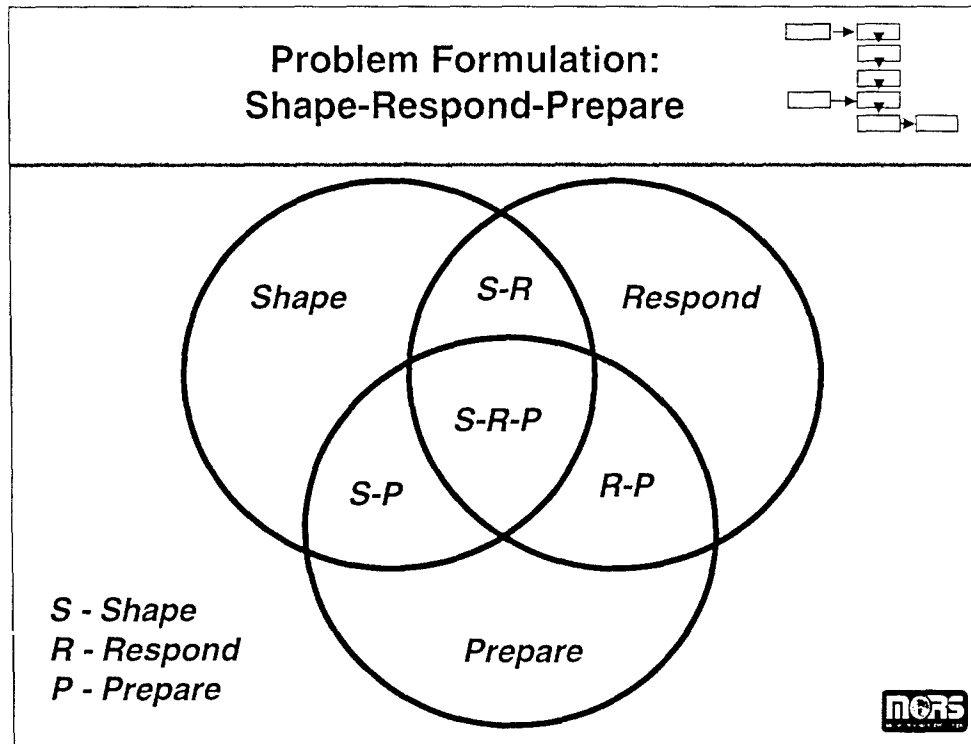 Problem Formulation:
Shape-Respond-Prepare
Shape
S-R
Respond
S-R-P
S-P
R-P
Prepare
S - Shape
R - Respond
P - Prepare
MORS